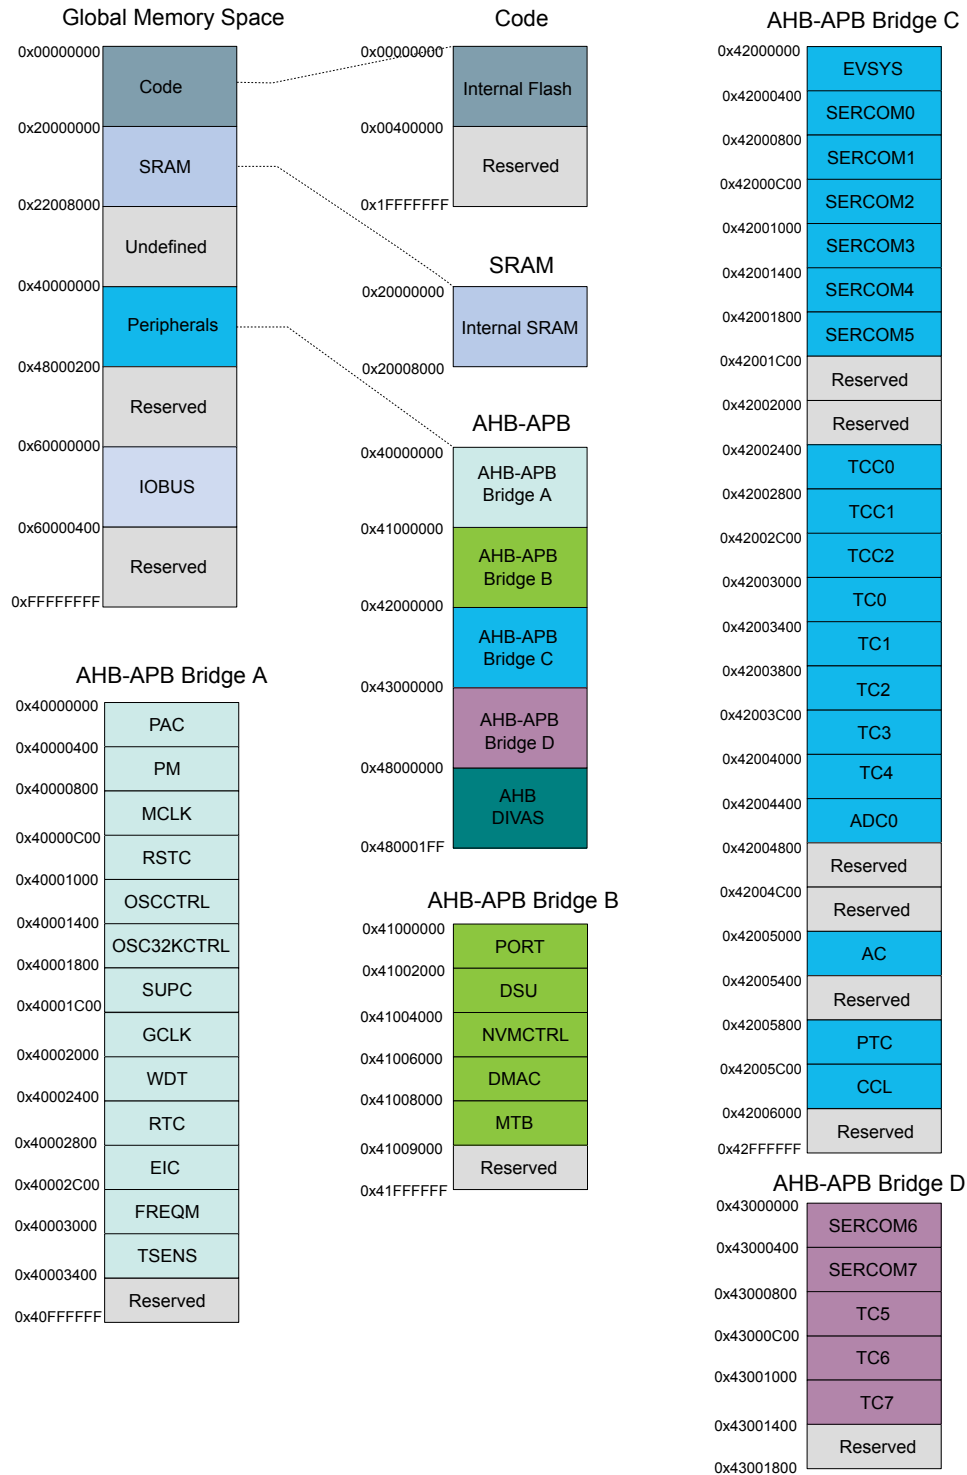 Global Memory Space
0x00000000
Code
0x20000000
SRAM
0x22008000
Undefined
0x40000000
Peripherals
0x48000200
Reserved
0x60000000
IOBUS
0x60000400
Reserved
0xFFFFFFFF
Code
0x00000000
Internal Flash
0x00400000
Reserved
0x1FFFFFFF
SRAM
0x20000000
Internal SRAM
0x20008000
AHB-APB
0x40000000
AHB-APB
Bridge A
0x41000000
AHB-APB
Bridge B
0x42000000
AHB-APB
Bridge C
0x43000000
AHB-APB
Bridge D
0x48000000
AHB
DIVAS
0x480001FF
AHB-APB Bridge A
0x40000000
PAC
0x40000400
PM
0x40000800
MCLK
0x40000C00
RSTC
0x40001000
OSCCTRL
0x40001400
OSC32KCTRL
0x40001800
SUPC
0x40001C00
GCLK
0x40002000
WDT
0x40002400
RTC
0x40002800
EIC
0x40002C00
FREQM
0x40003000
TSENS
0x40003400
Reserved
0x40FFFFFF
AHB-APB Bridge B
0x41000000
PORT
0x41002000
DSU
0x41004000
NVMCTRL
0x41006000
DMAC
0x41008000
MTB
0x41009000
Reserved
0x41FFFFFF
AHB-APB Bridge C
0x42000000
EVSYS
0x42000400
SERCOM0
0x42000800
SERCOM1
0x42000C00
SERCOM2
0x42001000
SERCOM3
0x42001400
SERCOM4
0x42001800
SERCOM5
0x42001C00
Reserved
0x42002000
Reserved
0x42002400
TCC0
0x42002800
TCC1
0x42002C00
TCC2
0x42003000
TC0
0x42003400
TC1
0x42003800
TC2
0x42003C00
TC3
0x42004000
TC4
0x42004400
ADC0
0x42004800
Reserved
0x42004C00
Reserved
0x42005000
AC
0x42005400
Reserved
0x42005800
PTC
0x42005C00
CCL
0x42006000
Reserved
0x42FFFFFF
AHB-APB Bridge D
0x43000000
SERCOM6
0x43000400
SERCOM7
0x43000800
TC5
0x43000C00
TC6
0x43001000
TC7
0x43001400
Reserved
0x43001800